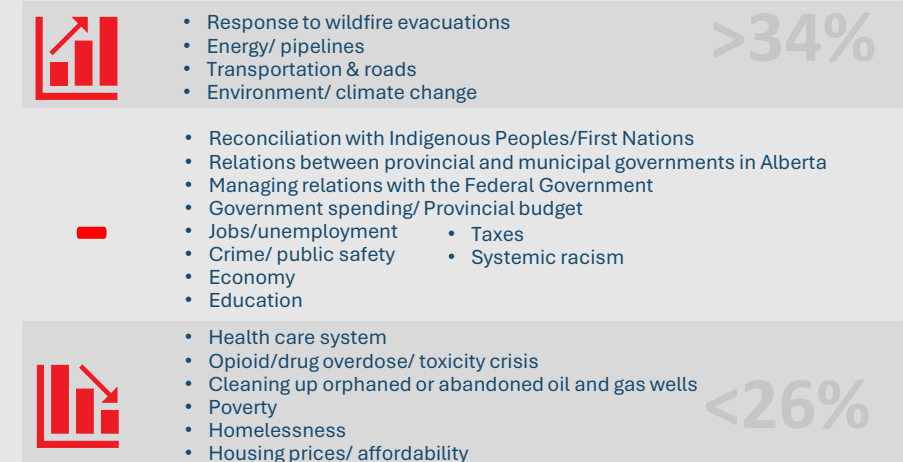 • Response to wildfire evacuations
• Energy/ pipelines
• Transportation & roads
• Environment/ climate change
>34%
• Reconciliation with Indigenous Peoples/First Nations
• Relations between provincial and municipal governments in Alberta
• Managing relations with the Federal Government
• Government spending/ Provincial budget
• Jobs/unemployment
• Crime/ public safety
• Economy
• Education
• Taxes
• Systemic racism
• Health care system
• Opioid/drug overdose/ toxicity crisis
• Cleaning up orphaned or abandoned oil and gas wells
• Poverty
• Homelessness
• Housing prices/ affordability
<26%